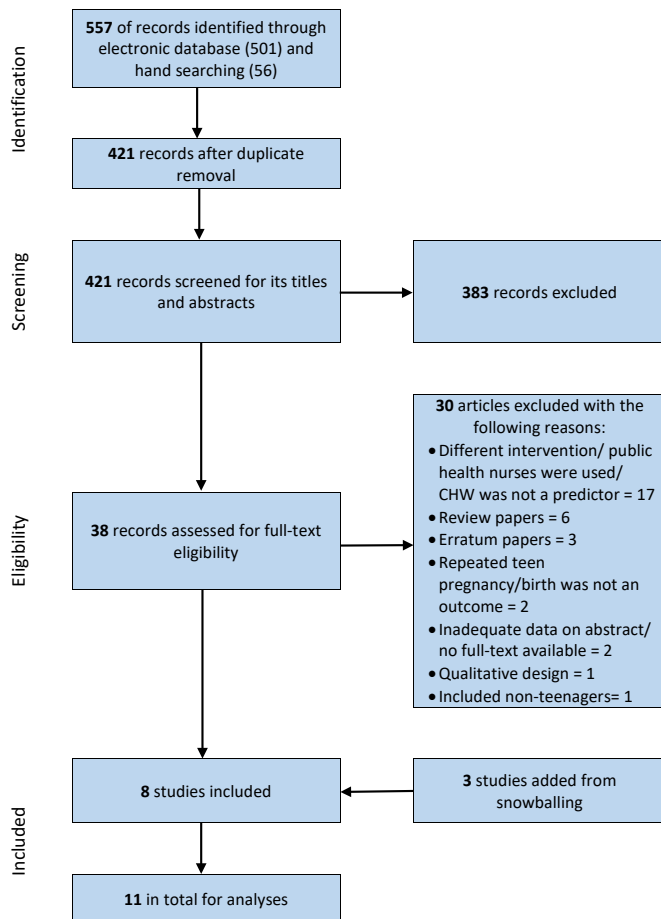 Identification
557 of records identified through
electronic database (501) and
hand searching (56)
421 records after duplicate
removal
Screening
421 records screened for its titles
and abstracts
383 records excluded
Eligibility
38 records assessed for full-text
eligibility
30 articles excluded with the
following reasons:
• Different intervention/ public
health nurses were used/
CHW was not a predictor = 17
• Review papers = 6
• Erratum papers = 3
• Repeated teen
pregnancy/birth was not an
outcome = 2
• Inadequate data on abstract/
no full-text available = 2
• Qualitative design = 1
• Included non-teenagers= 1
Included
8 studies included
3 studies added from
snowballing
11 in total for analyses